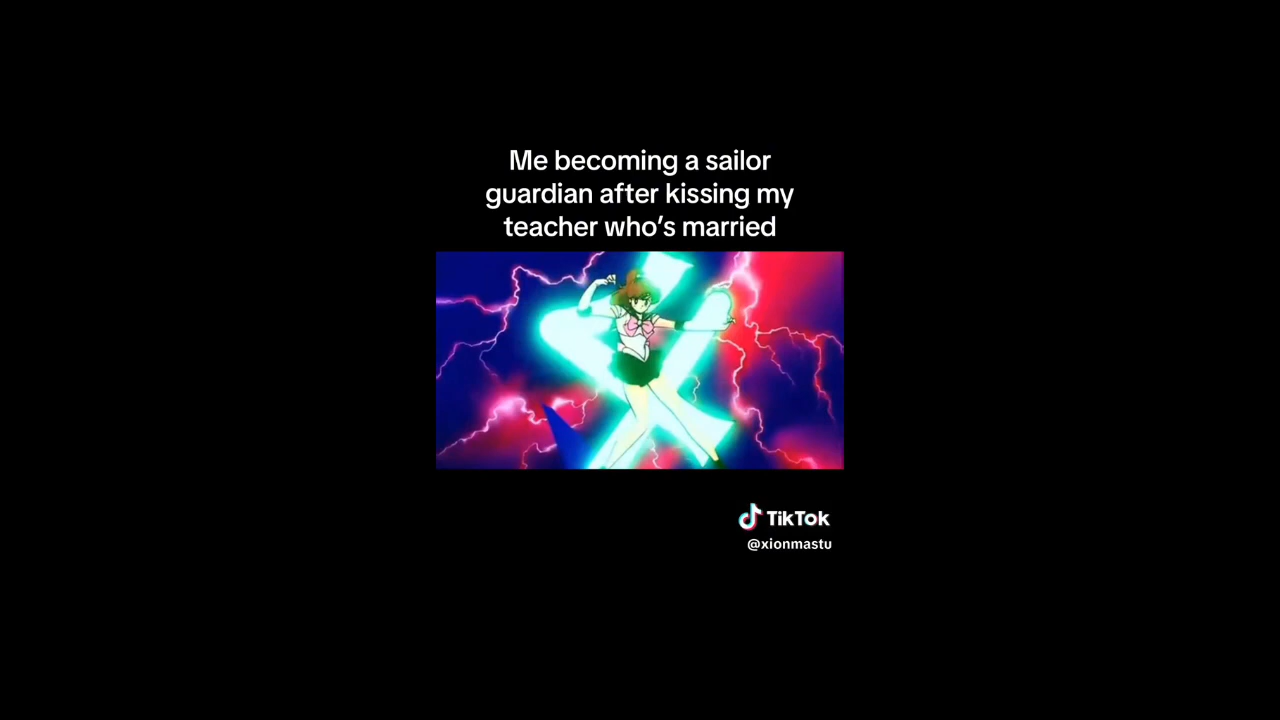 Me becoming a sailor
guardian after kissing my
teacher who’s married
TikTok
@xionmastu